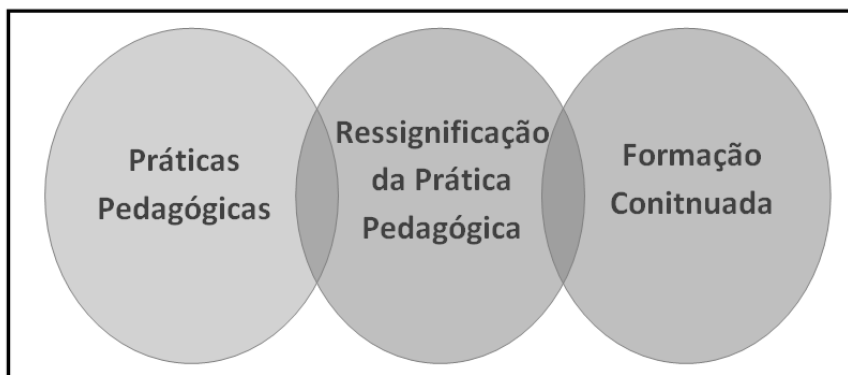 Práticas
Pedagógicas
Ressignificação
da Prática
Pedagógica
Formação
Conitnuada